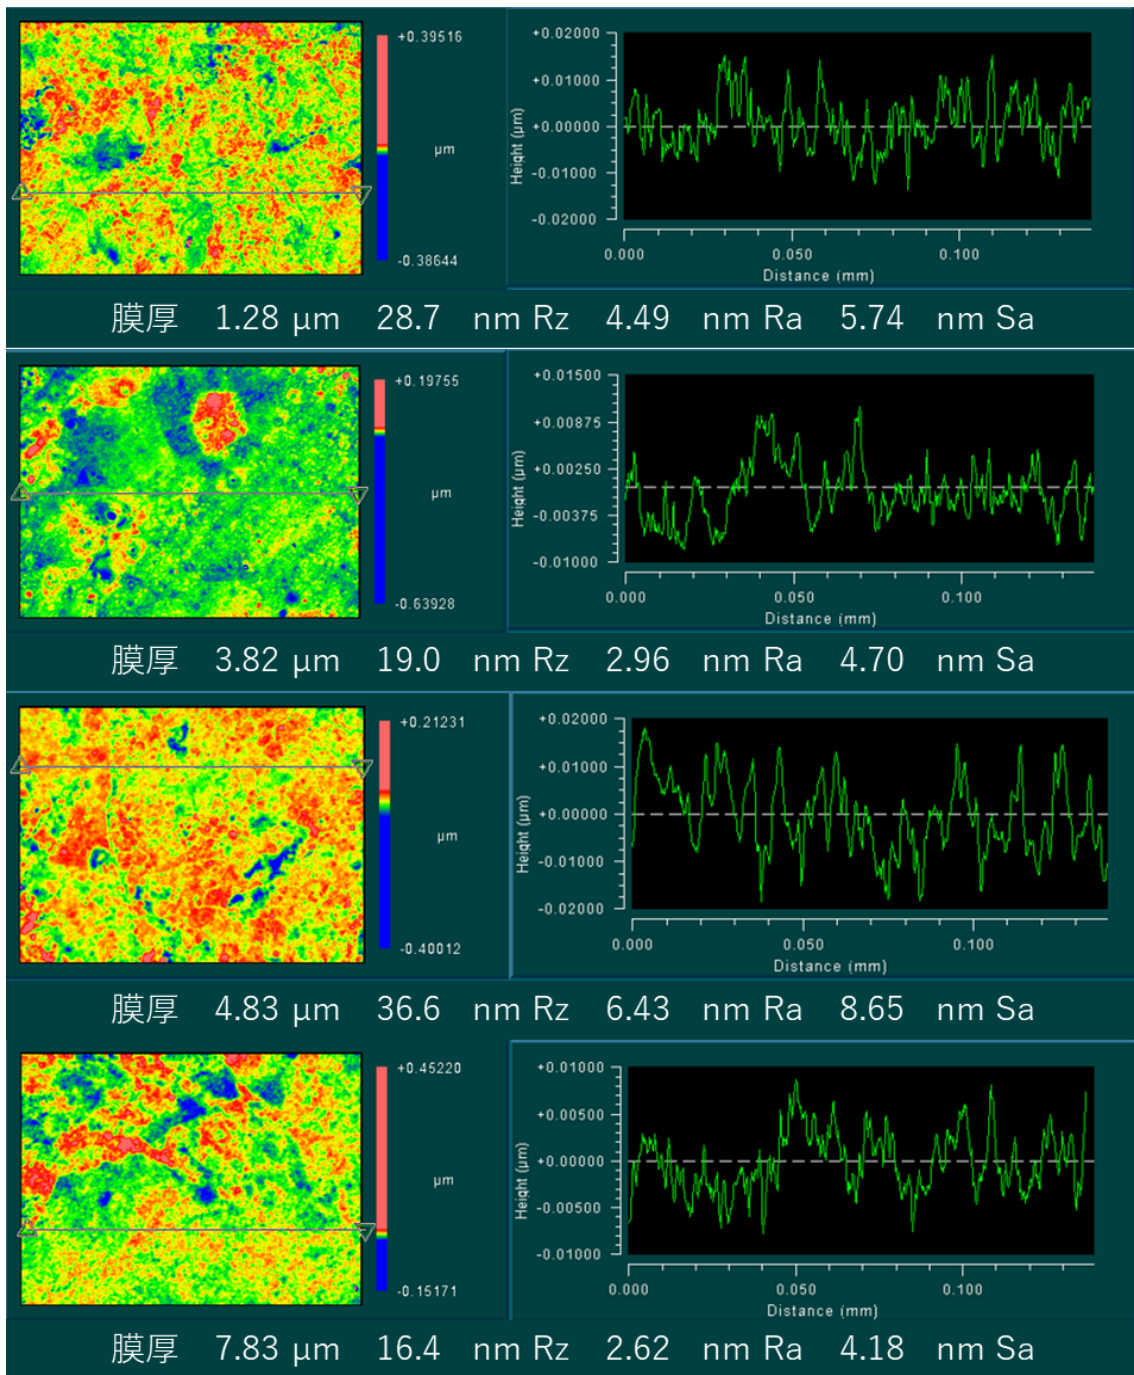 +0.39516
μm
-0.38644
+0.02000
+0.01000
+0.00000
-0.01000
-0.02000
Height (μm)
0.000 0.050 0.100
Distance (mm)
膜厚 1.28 μm 28.7 nm Rz 4.49 nm Ra 5.74 nm Sa
+0.19755
μm
-0.63928
+0.01500
+0.00875
+0.00250
-0.00375
-0.01000
Height (μm)
0.000 0.050 0.100
Distance (mm)
膜厚 3.82 μm 19.0 nm Rz 2.96 nm Ra 4.70 nm Sa
+0.21231
μm
-0.40012
+0.02000
+0.01000
+0.00000
-0.01000
-0.02000
Height (μm)
0.000 0.050 0.100
Distance (mm)
膜厚 4.83 μm 36.6 nm Rz 6.43 nm Ra 8.65 nm Sa
+0.45220
μm
-0.15171
+0.01000
+0.00500
+0.00000
-0.00500
-0.01000
Height (μm)
0.000 0.050 0.100
Distance (mm)
膜厚 7.83 μm 16.4 nm Rz 2.62 nm Ra 4.18 nm Sa